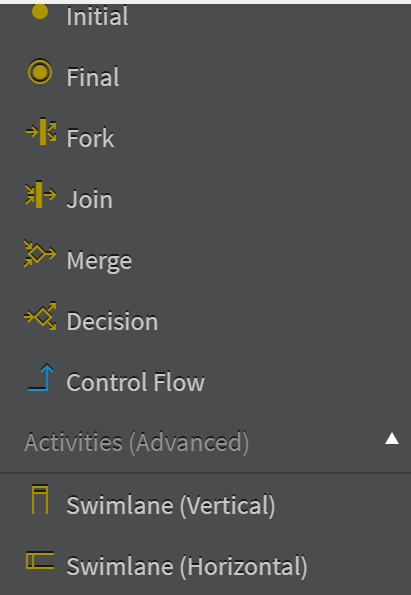 Initial
Final
Fork
Join
Merge
Decision
Control Flow
Activities (Advanced)
Swimlane (Vertical)
Swimlane (Horizontal)